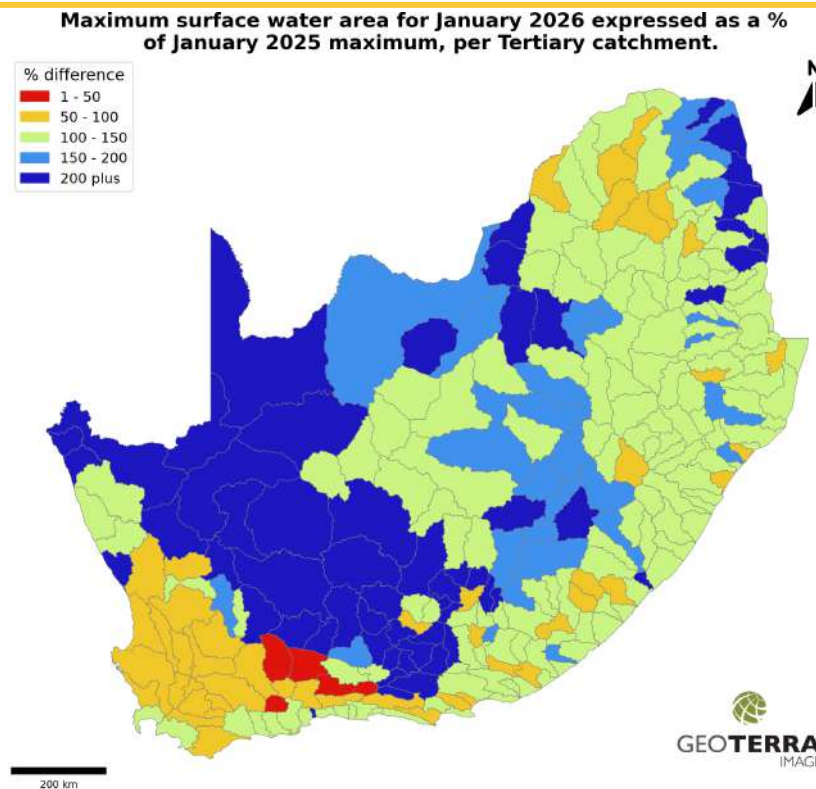 Maximum surface water area for January 2026 expressed as a %
of January 2025 maximum, per Tertiary catchment.
N
% difference
1 - 50
50 - 100
100 - 150
150 - 200
200 plus
GEOTERRA
IMAG
200 km